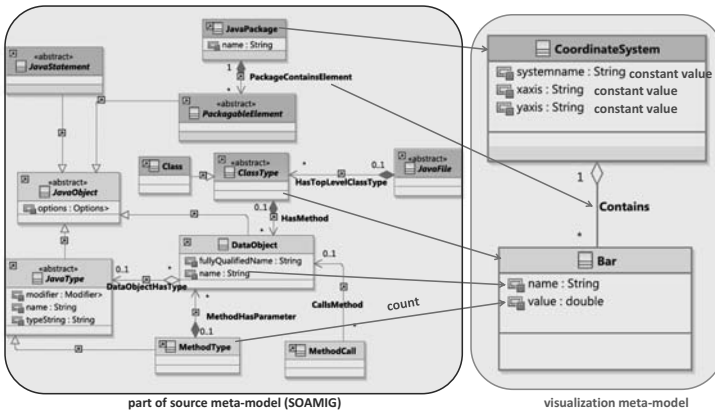 JavaPackage
name : String
«abstract»
JavaStatement
1
PackageContainsElement
*
«abstract»
PackagableElement
Class
«abstract»
ClassType
*
0..1
HasTopLevelClassType
«abstract»
JavaFile
«abstract»
JavaObject
options : Options>
0..1
HasMethod
*
DataObject
fullyQualifiedName : String
name : String
«abstract»
JavaType
modifier : Modifier>
name : String
typeString : String
0..1
*
DataObjectHasType
0..1
CallsMethod
*
MethodHasParameter
0..1
*
MethodType
MethodCall
count
part of source meta-model (SOAMIG)
CoordinateSystem
systemname : String constant value
xaxis : String constant value
yaxis : String constant value
1
Contains
*
Bar
name : String
value : double
visualization meta-model